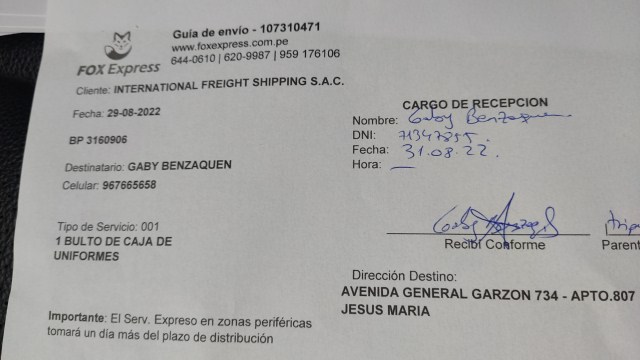 Guía de envío - 107310471
www.foxexpress.com.pe
644-0610 | 620-9987 | 959 176106
FOX Express
Cliente: INTERNATIONAL FREIGHT SHIPPING S.A.C.
Fecha: 29-08-2022
BP 3160906
Destinatario: GABY BENZAQUEN
Celular: 967665658
Tipo de Servicio: 001
1 BULTO DE CAJA DE
UNIFORMES
Importante: El Serv. Expreso en zonas periféricas
tomará un día más del plazo de distribución
CARGO DE RECEPCION
Nombre: Gaby Benzaquen
DNI: 71347855.
Fecha: 31.08.22.
Hora: —
Recibí Conforme
Parent
Dirección Destino:
AVENIDA GENERAL GARZON 734 - APTO.807
JESUS MARIA